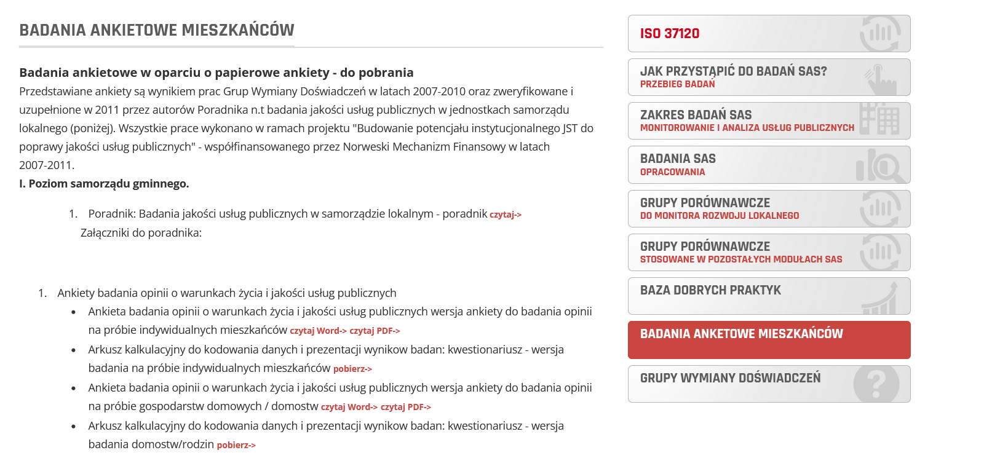 BADANIA ANKIETOWE MIESZKAŃCÓW
Badania ankietowe w oparciu o papierowe ankiety - do pobrania
Przedstawiane ankiety są wynikiem prac Grup Wymiany Doświadczeń w latach 2007-2010 oraz zweryfikowane i
uzupełnione w 2011 przez autorów Poradnika n.t badania jakości usług publicznych w jednostkach samorządu
lokalnego (poniżej). Wszystkie prace wykonano w ramach projektu "Budowanie potencjału instytucjonalnego JST do
poprawy jakości usług publicznych" - współfinansowanego przez Norweski Mechanizm Finansowy w latach
2007-2011.
I. Poziom samorządu gminnego.
1. Poradnik: Badania jakości usług publicznych w samorządzie lokalnym - poradnik czytaj->
Załączniki do poradnika:
1. Ankiety badania opinii o warunkach życia i jakości usług publicznych
• Ankieta badania opinii o warunkach życia i jakości usług publicznych wersja ankiety do badania opinii
na próbie indywidualnych mieszkańców czytaj Word-> czytaj PDF->
• Arkusz kalkulacyjny do kodowania danych i prezentacji wynikow badan: kwestionariusz - wersja
badania na próbie indywidualnych mieszkańców pobierz->
• Ankieta badania opinii o warunkach życia i jakości usług publicznych wersja ankiety do badania opinii
na próbie gospodarstw domowych / domostw czytaj Word-> czytaj PDF->
• Arkusz kalkulacyjny do kodowania danych i prezentacji wynikow badan: kwestionariusz - wersja
badania domostw/rodzin pobierz->
ISO 37120
JAK PRZYSTĄPIĆ DO BADAŃ SAS?
PRZEBIEG BADAŃ
ZAKRES BADAŃ SAS
MONITOROWANIE I ANALIZA USŁUG PUBLICZNYCH
BADANIA SAS
OPRACOWANIA
GRUPY PORÓWNAWCZE
DO MONITORA ROZWOJU LOKALNEGO
GRUPY PORÓWNAWCZE
STOSOWANE W POZOSTAŁYCH MODUŁACH SAS
BAZA DOBRYCH PRAKTYK
BADANIA ANKETOWE MIESZKAŃCÓW
GRUPY WYMIANY DOŚWIADCZEŃ
?